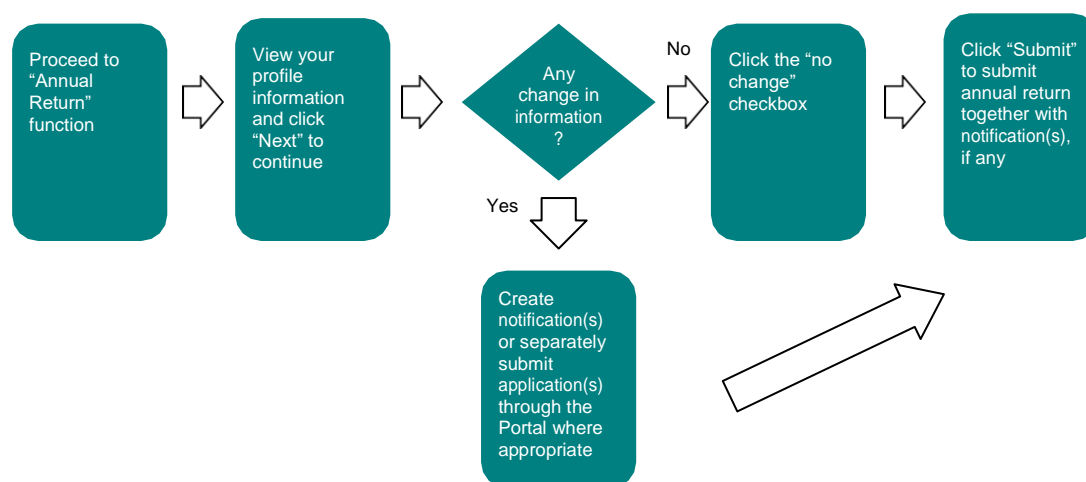 Proceed to
“Annual
Return”
function
View your
profile
information
and click
“Next” to
continue
Any
change in
information
?
No
Click the “no
change”
checkbox
Click “Submit”
to submit
annual return
together with
notification(s),
if any
Yes
Create
notification(s)
or separately
submit
application(s)
through the
Portal where
appropriate